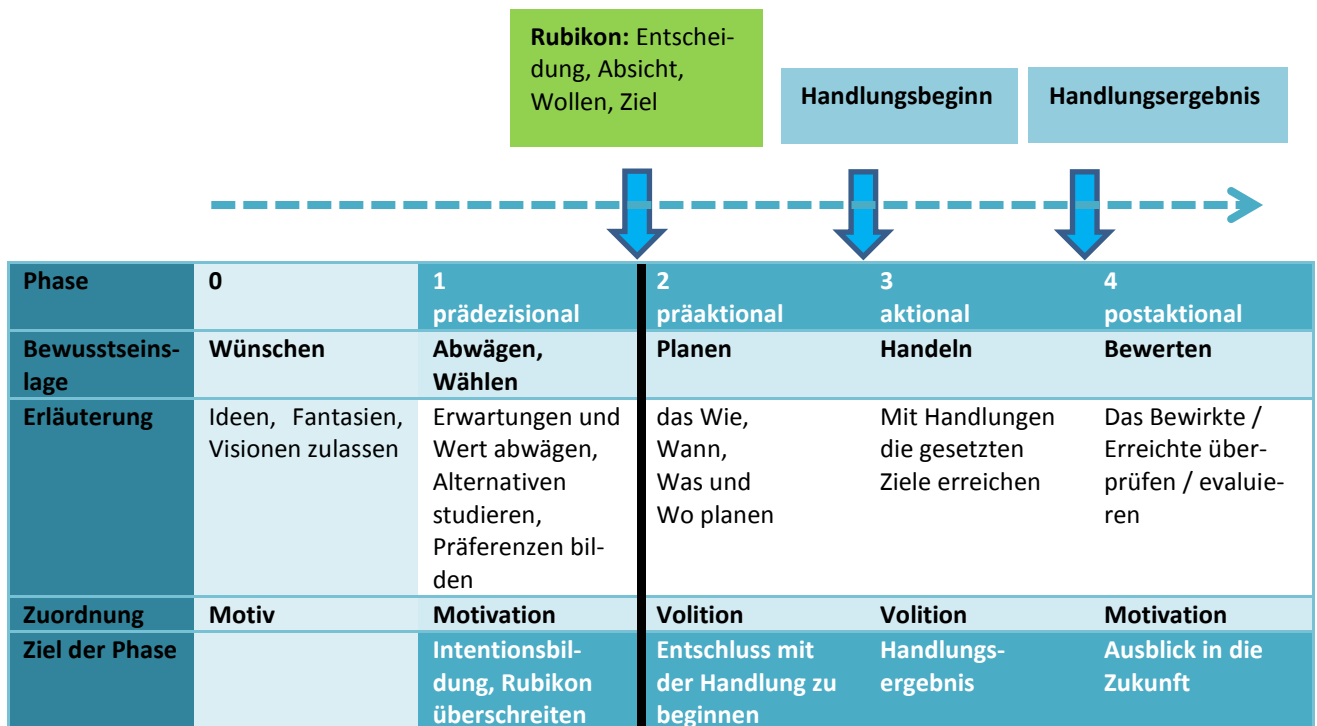 Rubikon: Entschei-
dung, Absicht,
Wollen, Ziel
Handlungsbeginn
Handlungsergebnis
Phase
0
1
prädezisional
2
präaktional
3
aktional
4
postaktional
Bewusstseins-
lage
Wünschen
Abwägen,
Wählen
Planen
Handeln
Bewerten
Erläuterung
Ideen, Fantasien,
Visionen zulassen
Erwartungen und
Wert abwägen,
Alternativen
studieren,
Präferenzen bil-
den
das Wie,
Wann,
Was und
Wo planen
Mit Handlungen
die gesetzten
Ziele erreichen
Das Bewirkte /
Erreichte über-
prüfen / evaluie-
ren
Zuordnung
Motiv
Motivation
Volition
Volition
Motivation
Ziel der Phase
Intentionsbil-
dung, Rubikon
überschreiten
Entschluss mit
der Handlung zu
beginnen
Handlungs-
ergebnis
Ausblick in die
Zukunft